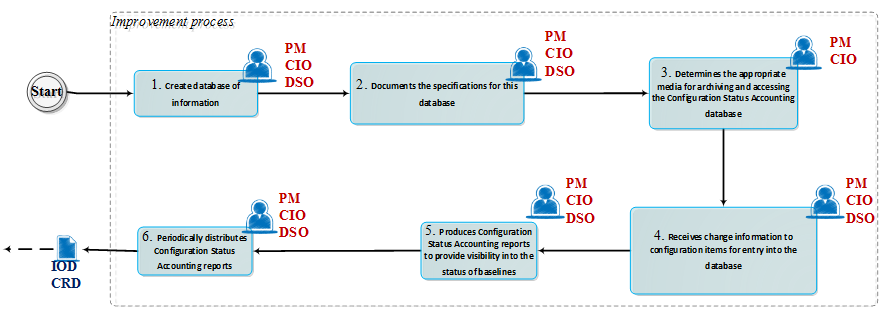 Improvement process
PM
CIO
DSO
PM
CIO
DSO
PM
CIO
Start
1. Create database of
information
2. Documents the specifications for this
database
3. Determines the appropriate
media for archiving and accessing
the Configuration Status Accounting
database
PM
CIO
DSO
PM
CIO
DSO
PM
CIO
DSO
6. Periodically distributes
Configuration Status
Accounting reports
5. Produces Configuration
Status Accounting reports
to provide visibility into the
status of baselines
4. Receives change information to
configuration items for entry into the
database
IOD
CRD